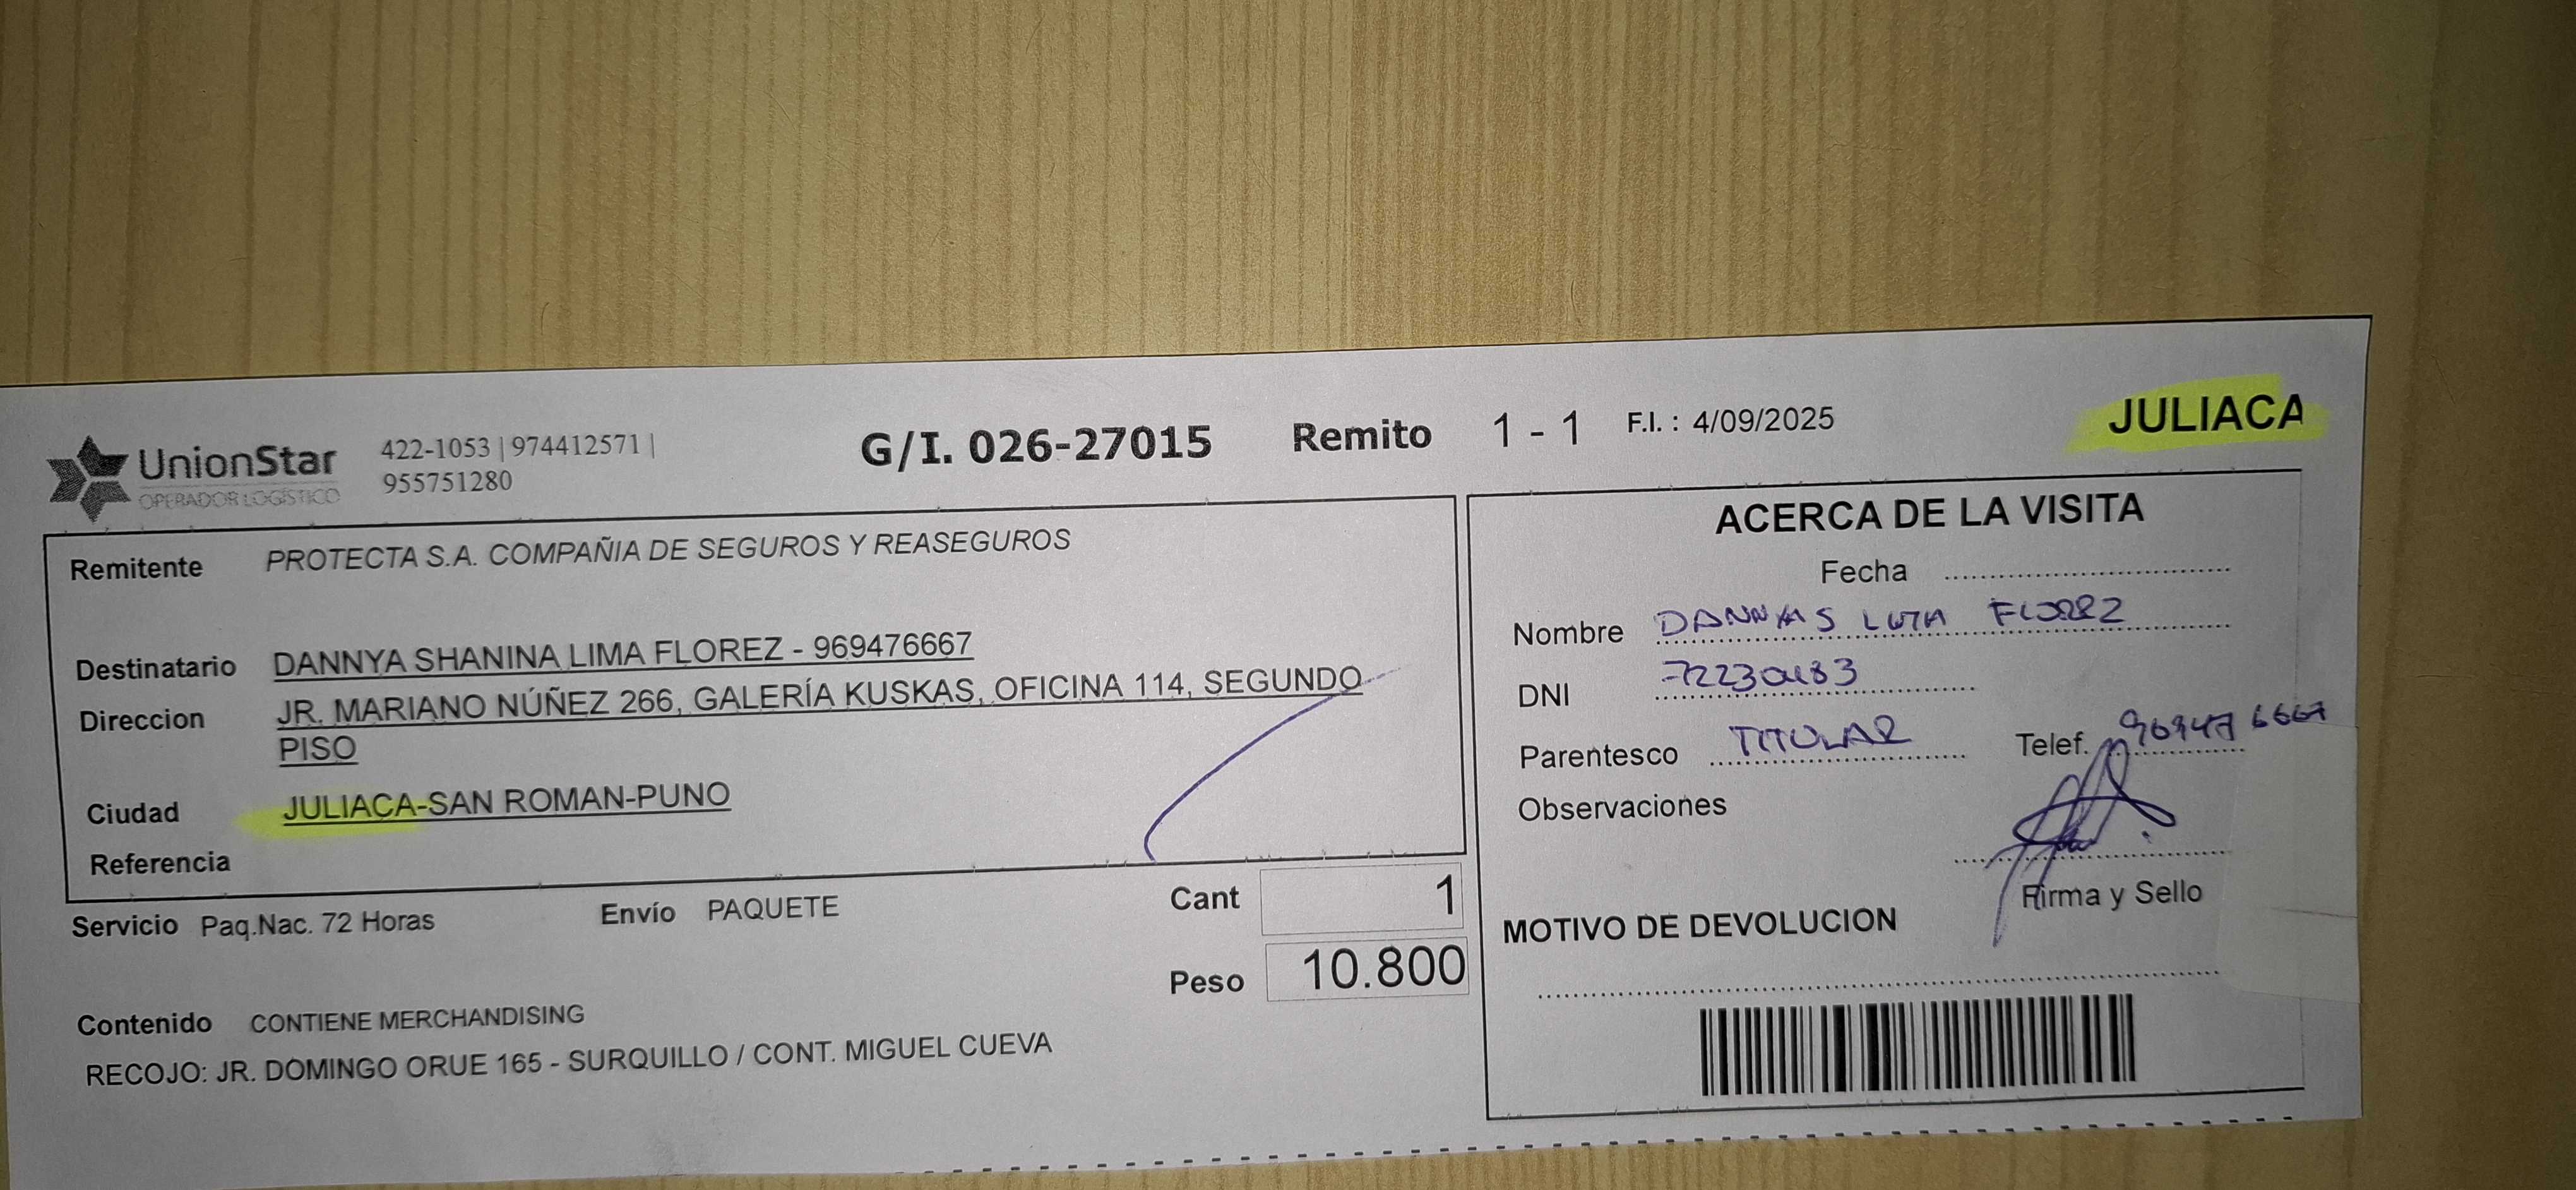 UnionStar
OPERADOR LOGÍSTICO
422-1053 | 974412571 |
955751280
G/I. 026-27015 Remito 1 - 1 F.I. : 4/09/2025
JULIACA
Remitente PROTECTA S.A. COMPAÑIA DE SEGUROS Y REASEGUROS
Destinatario DANNYA SHANINA LIMA FLOREZ - 969476667
Direccion JR. MARIANO NÚÑEZ 266, GALERÍA KUSKAS, OFICINA 114, SEGUNDO
PISO
Ciudad JULIACA-SAN ROMAN-PUNO
Referencia
Servicio Paq.Nac. 72 Horas Envío PAQUETE
Cant 1
Peso 10.800
Contenido CONTIENE MERCHANDISING
RECOJO: JR. DOMINGO ORUE 165 - SURQUILLO / CONT. MIGUEL CUEVA
ACERCA DE LA VISITA
Fecha
Nombre FLOREZ
DNI
Parentesco TITULAR Telef. 969476667
Observaciones
Firma y Sello
MOTIVO DE DEVOLUCION